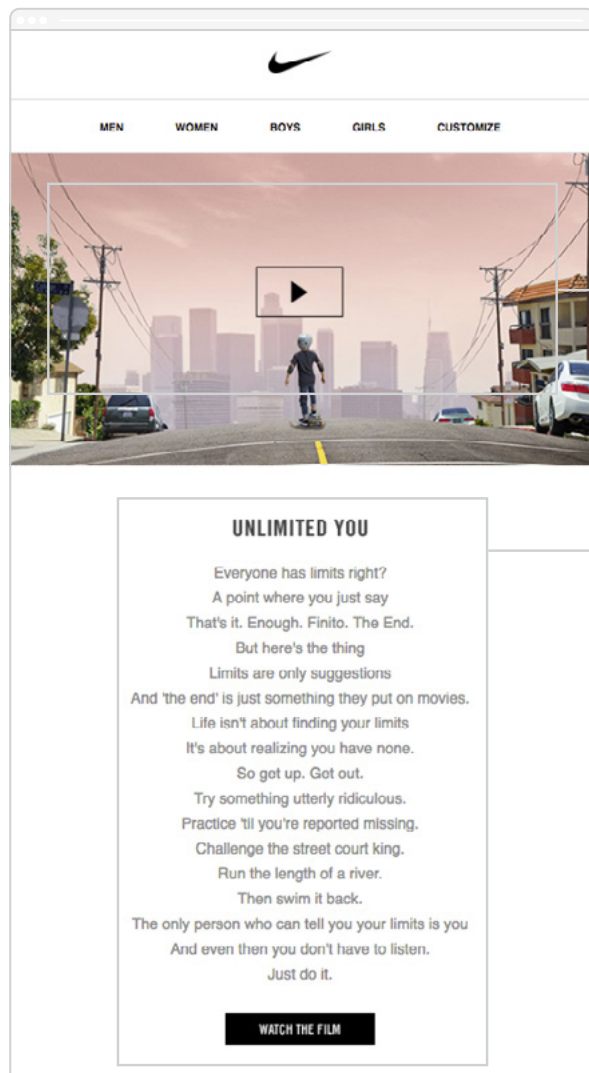 MEN WOMEN BOYS GIRLS CUSTOMIZE
UNLIMITED YOU
Everyone has limits right?
A point where you just say
That's it. Enough. Finito. The End.
But here's the thing
Limits are only suggestions
And 'the end' is just something they put on movies.
Life isn't about finding your limits
It's about realizing you have none.
So get up. Get out.
Try something utterly ridiculous.
Practice 'til you're reported missing.
Challenge the street court king.
Run the length of a river.
Then swim it back.
The only person who can tell you your limits is you
And even then you don't have to listen.
Just do it.
WATCH THE FILM